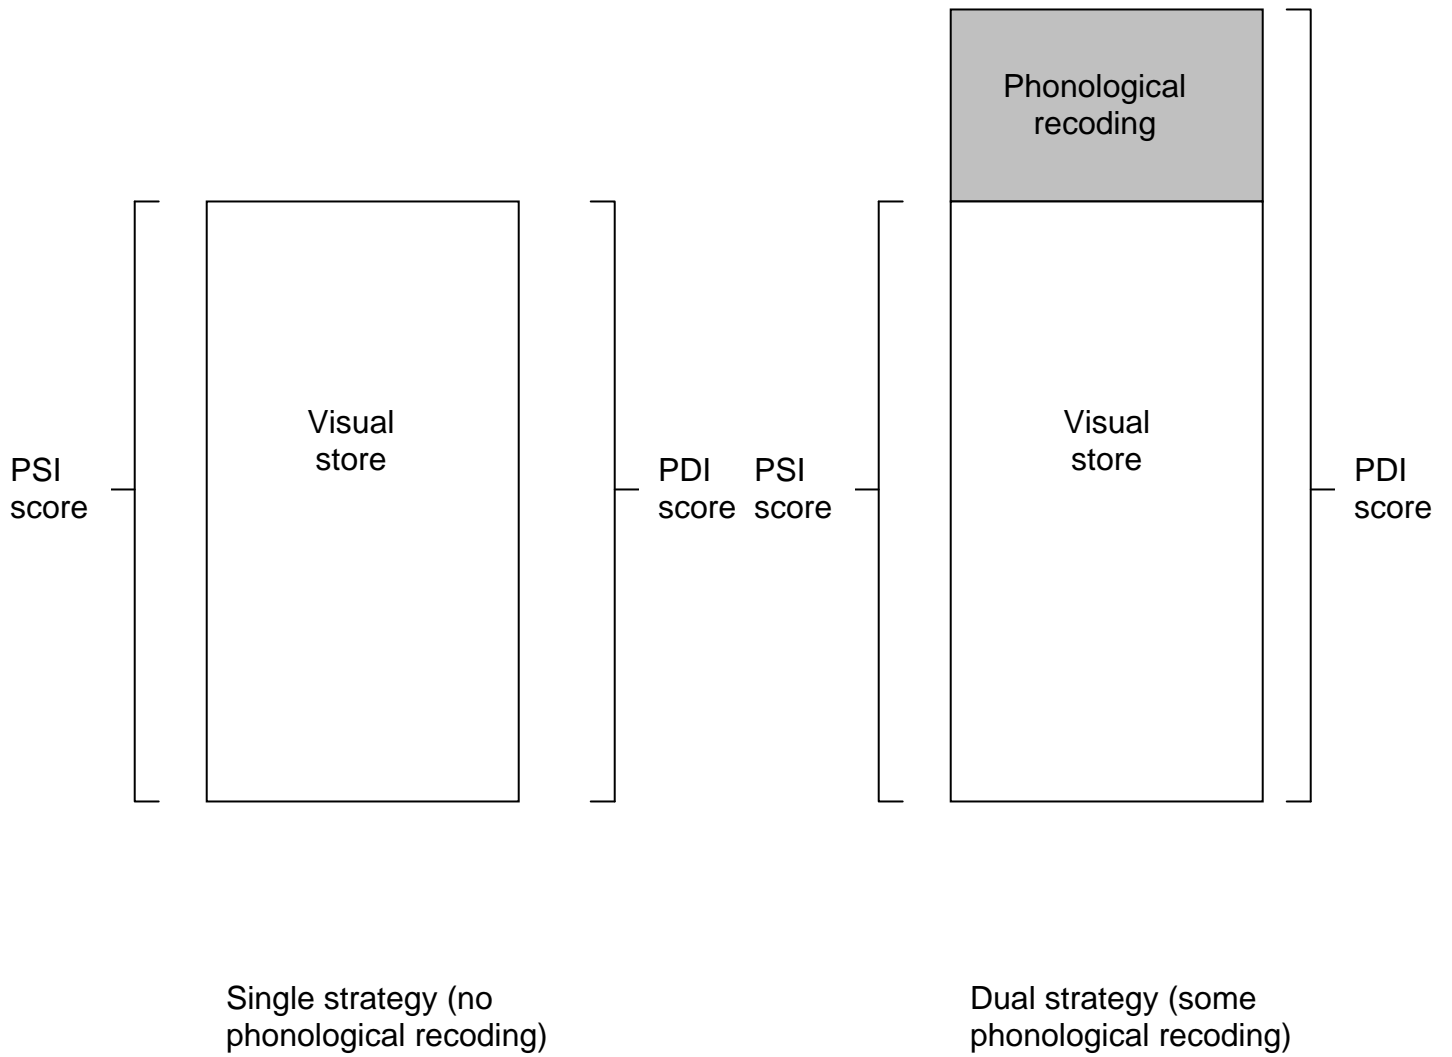 Phonological
recoding
Visual
store
PSI
score
PDI
score
PSI
score
Visual
store
PDI
score
Single strategy (no
phonological recoding)
Dual strategy (some
phonological recoding)